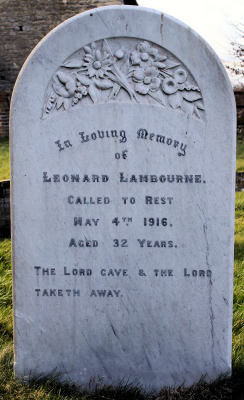 In Loving Memory
of
Leonard Lambourne.
Called to Rest
May 4th 1916.
Aged 32 Years.
The Lord gave & the Lord
taketh away.